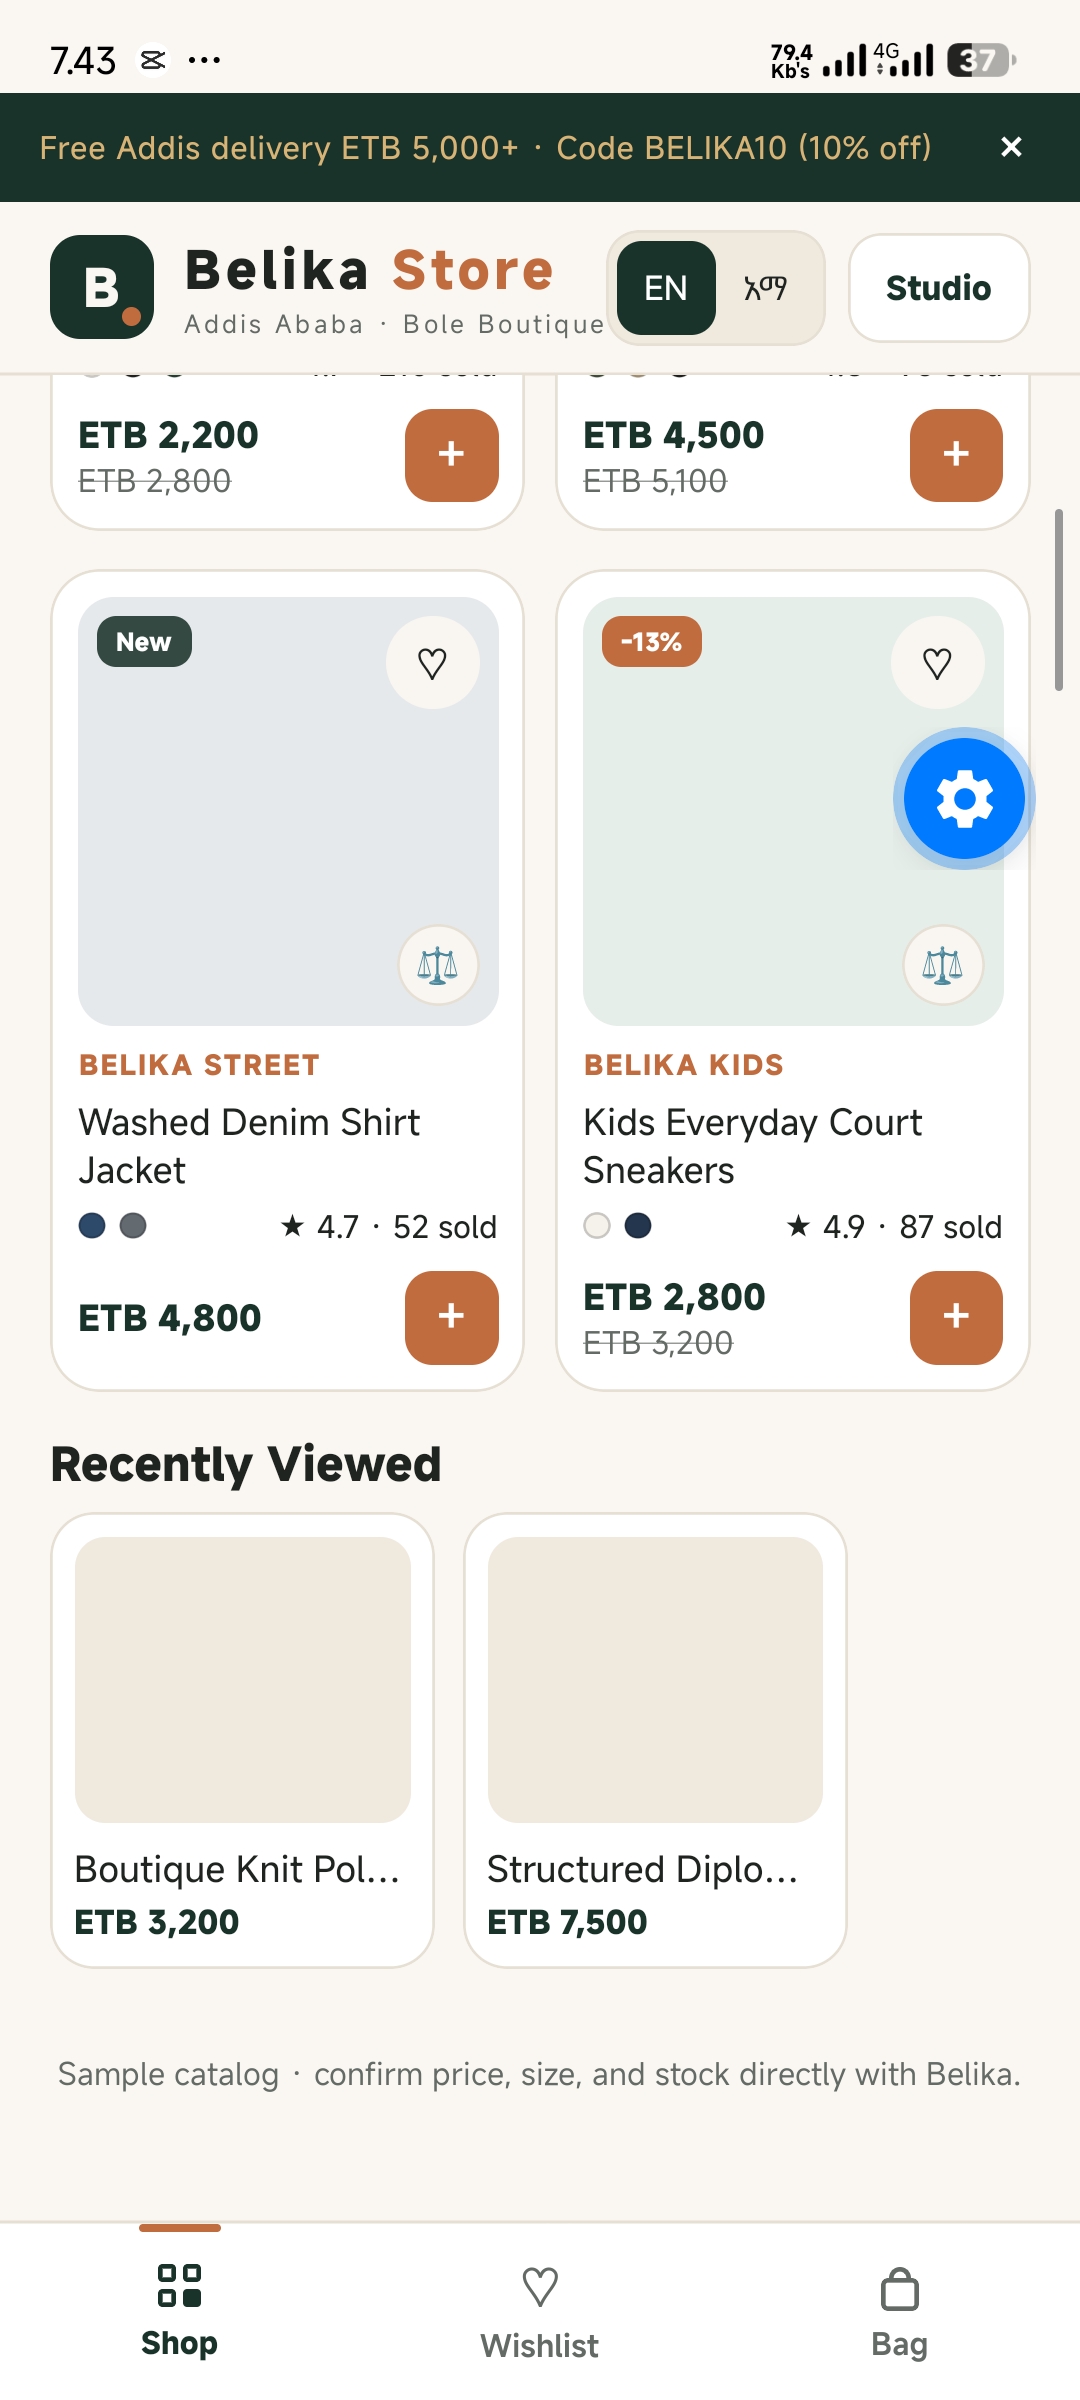 7.43 ...
79.4 Kb's 4G 37
Free Addis delivery ETB 5,000+ · Code BELIKA10 (10% off) ×
B.
Belika Store
Addis Ababa · Bole Boutique
EN አማ
Studio
ETB 2,200
ETB 2,800
+
ETB 4,500
ETB 5,100
+
New
BELIKA STREET
Washed Denim Shirt
Jacket
★ 4.7 · 52 sold
ETB 4,800
+
-13%
BELIKA KIDS
Kids Everyday Court
Sneakers
★ 4.9 · 87 sold
ETB 2,800
ETB 3,200
+
Recently Viewed
Boutique Knit Pol...
ETB 3,200
Structured Diplo...
ETB 7,500
Sample catalog · confirm price, size, and stock directly with Belika.
Shop
Wishlist
Bag